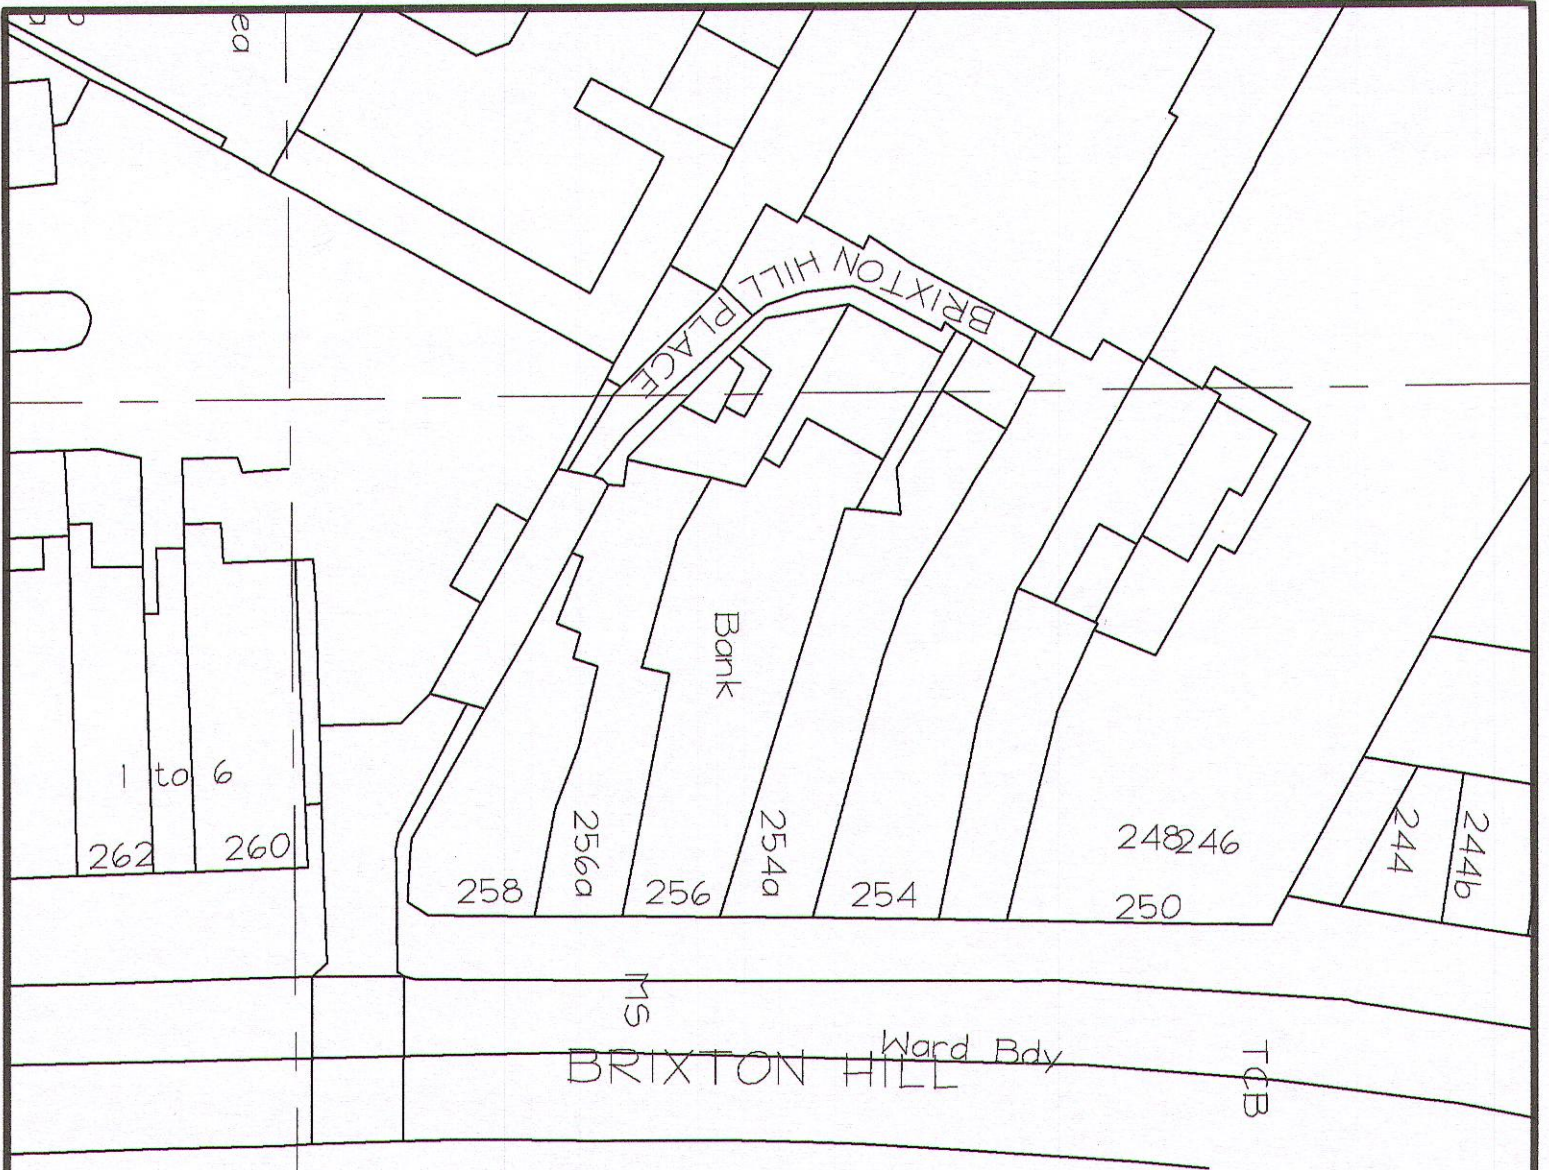 ea
BRIXTON HILL PLACE
Bank
1 to 6
262
260
258
256a
256
254a
254
248
246
250
244
244b
MS
Ward Bdy
BRIXTON HILL
TCB